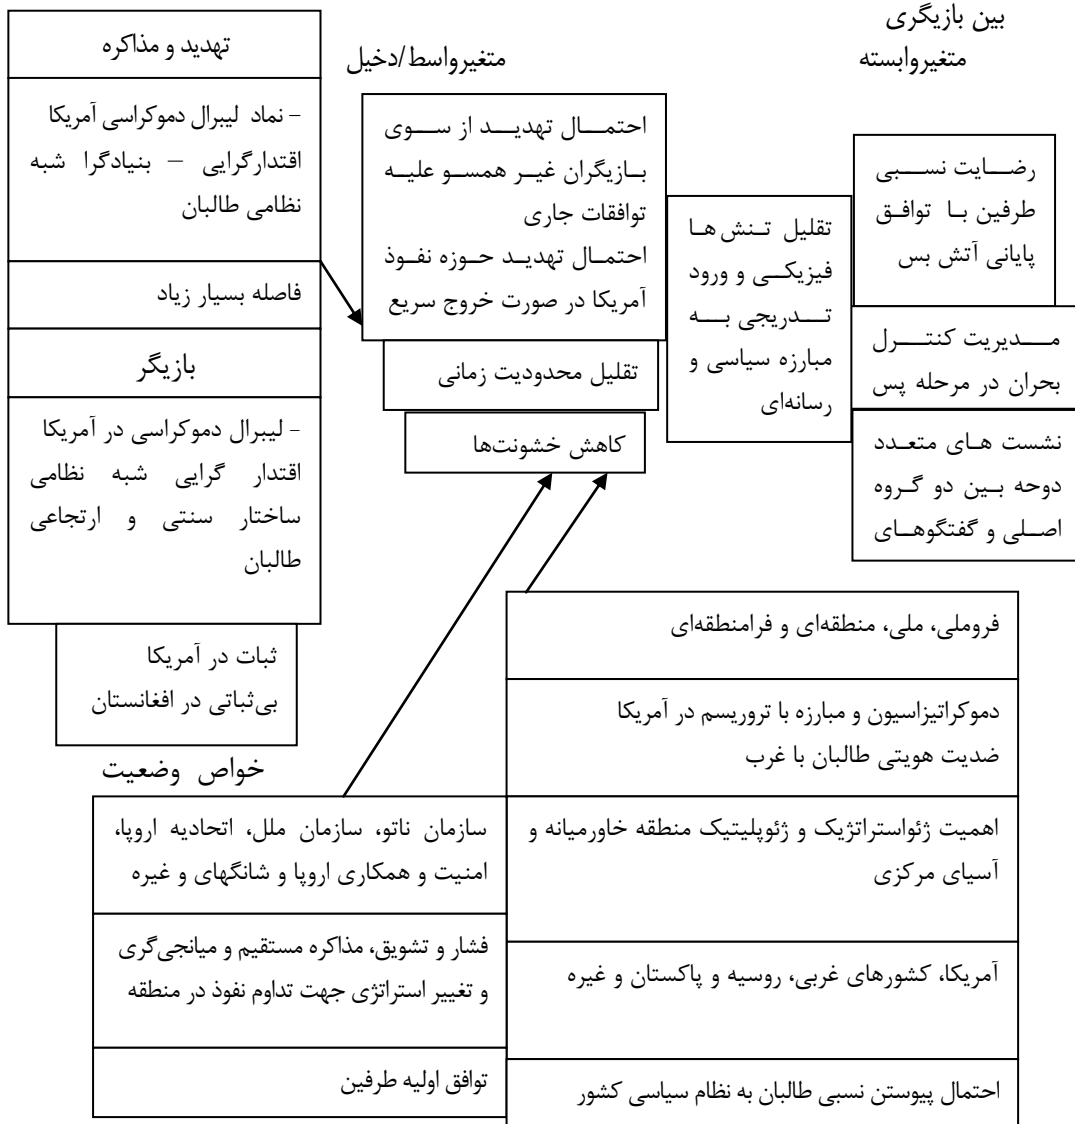 بین بازیگری
متغیروابسته
متغیرواسط/دخیل
تهدید و مذاکره
- نماد لیبرال دموکراسی آمریکا
اقتدارگرایی – بنیادگرا شبه
نظامی طالبان
فاصله بسیار زیاد
بازیگر
- لیبرال دموکراسی در آمریکا
اقتدار گرایی شبه نظامی
ساختار سنتی و ارتجاعی
طالبان
ثبات در آمریکا
بی‌ثباتی در افغانستان
خواص وضعیت
احتمال تهدید از سوی
بازیگران غیر همسو علیه
توافقات جاری
احتمال تهدید حوزه نفوذ
آمریکا در صورت خروج سریع
تقلیل محدودیت زمانی
کاهش خشونت‌ها
تقلیل تنش ها
فیزیکی و ورود
تدریجی به
مبارزه سیاسی و
رسانه‌ای
رضایت نسبی
طرفین با توافق
پایانی آتش بس
مدیریت کنترل
بحران در مرحله پس
نشست های متعدد
دوحه بین دو گروه
اصلی و گفتگوهای
فروملی، ملی، منطقه‌ای و فرامنطقه‌ای
دموکراتیزاسیون و مبارزه با تروریسم در آمریکا
ضدیت هویتی طالبان با غرب
اهمیت ژئواستراتژیک و ژئوپلیتیک منطقه خاورمیانه و
آسیای مرکزی
آمریکا، کشورهای غربی، روسیه و پاکستان و غیره
احتمال پیوستن نسبی طالبان به نظام سیاسی کشور
سازمان ناتو، سازمان ملل، اتحادیه اروپا،
امنیت و همکاری اروپا و شانگهای و غیره
فشار و تشویق، مذاکره مستقیم و میانجی‌گری
و تغییر استراتژی جهت تداوم نفوذ در منطقه
توافق اولیه طرفین